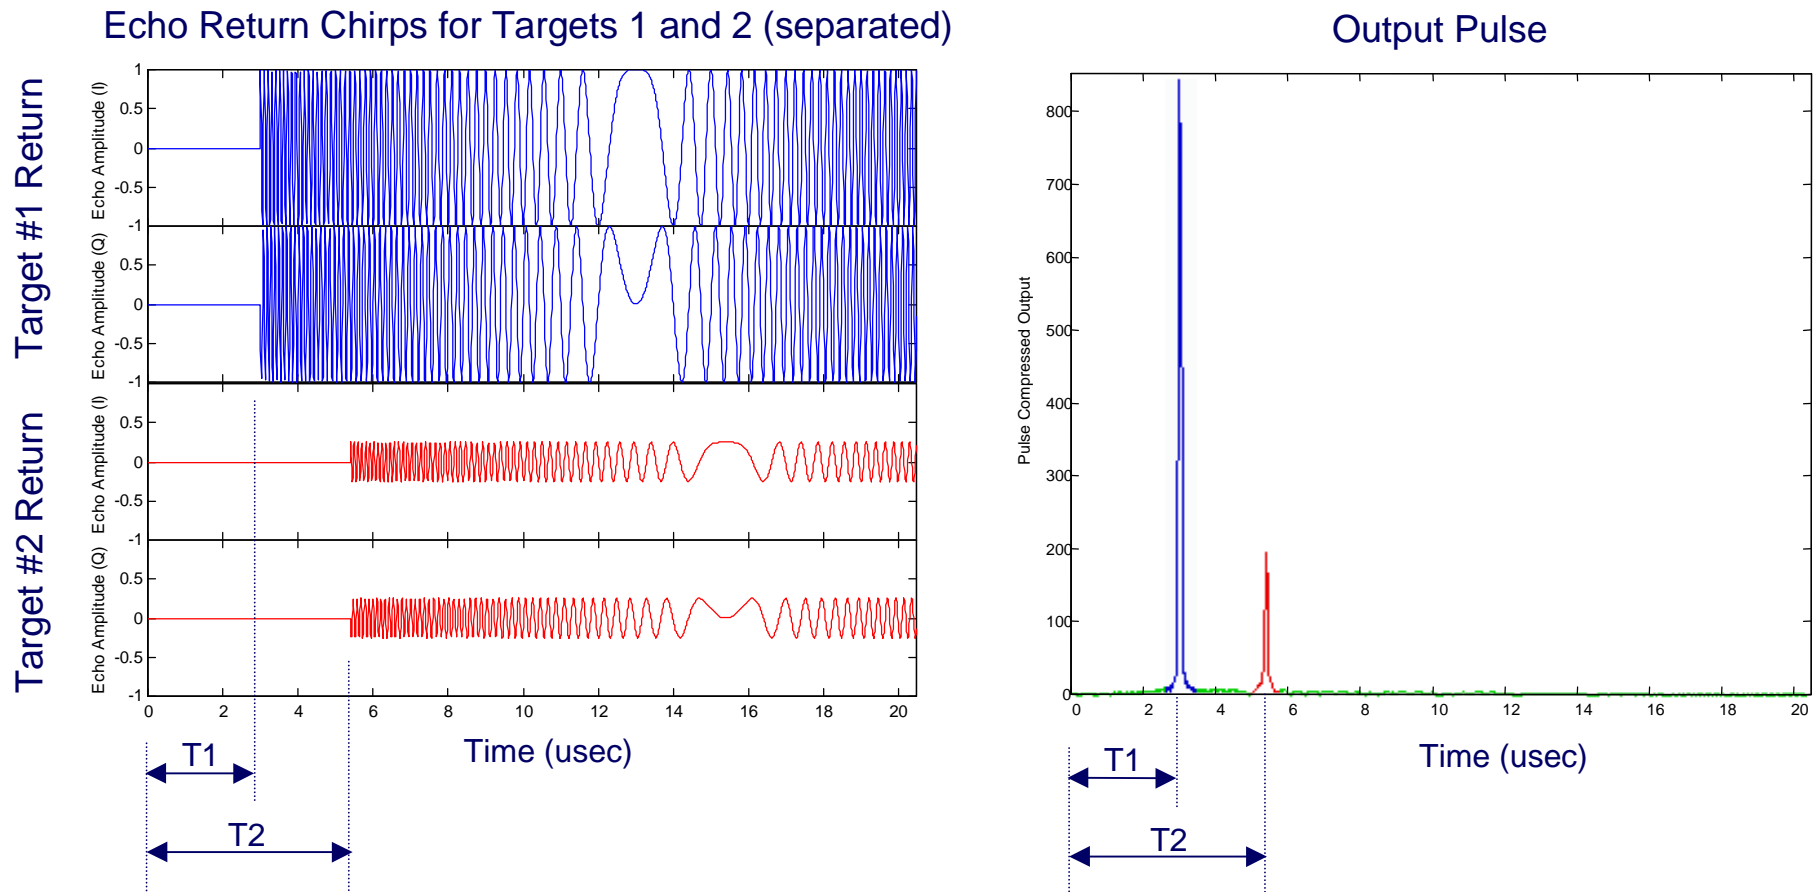 Echo Return Chirps for Targets 1 and 2 (separated)
Target #1 Return
Echo Amplitude (I)
1
0.5
0
-0.5
-1
Echo Amplitude (Q)
0.5
0
-0.5
-1
Target #2 Return
Echo Amplitude (I)
0.5
0
-0.5
-1
Echo Amplitude (Q)
0.5
0
-0.5
-1
0 2 4 6 8 10 12 14 16 18 20
Time (usec)
T1
T2
Output Pulse
Pulse Compressed Output
800
700
600
500
400
300
200
100
0
0 2 4 6 8 10 12 14 16 18 20
Time (usec)
T1
T2